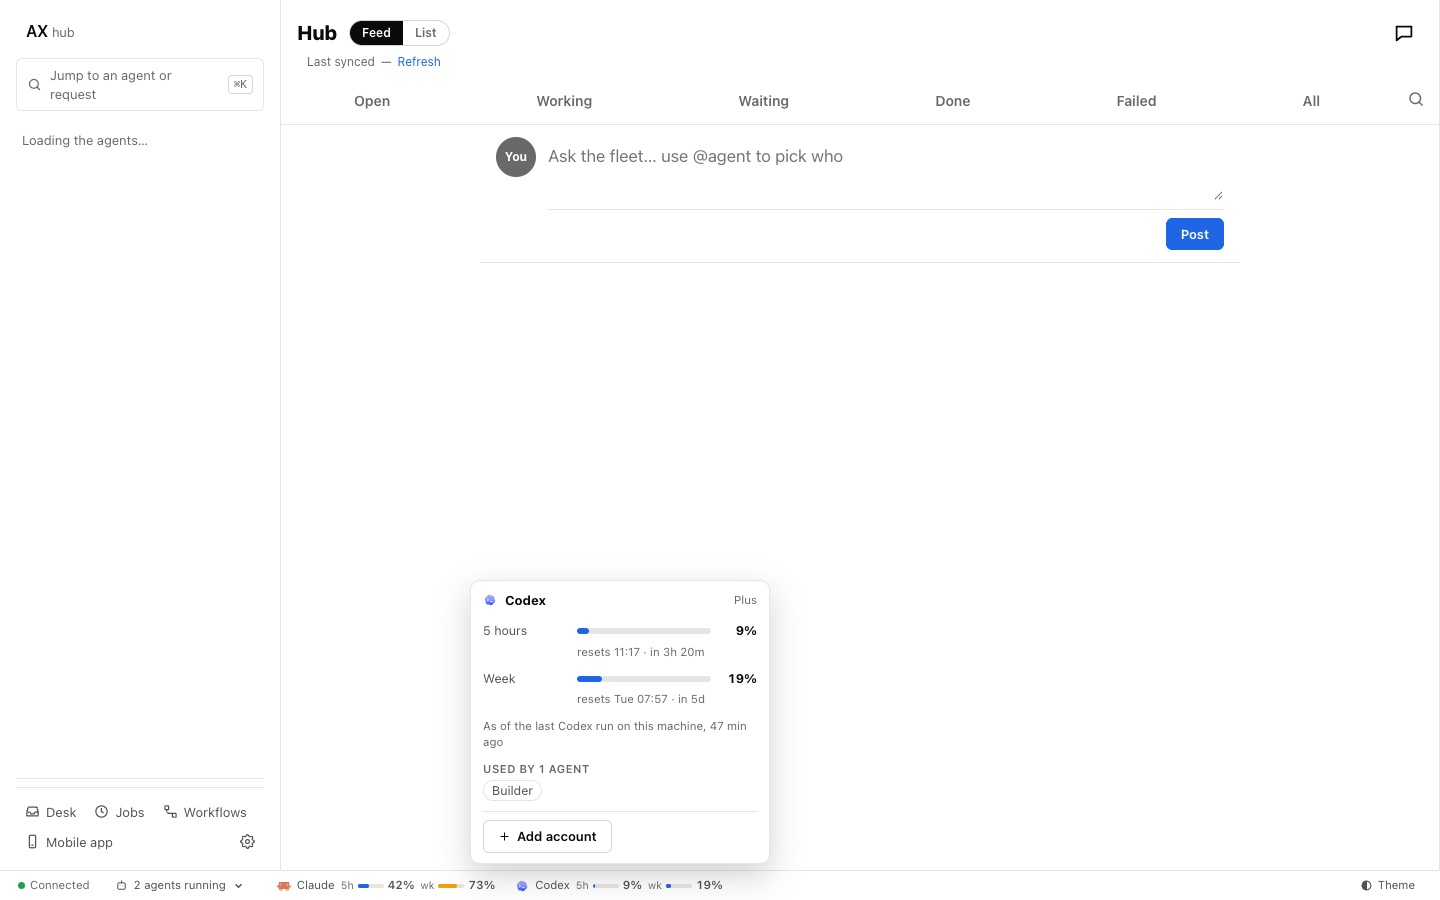 AX hub
Jump to an agent or
request
⌘K
Loading the agents…
Desk
Jobs
Workflows
Mobile app
Hub
Feed
List
Last synced — Refresh
Open
Working
Waiting
Done
Failed
All
You
Ask the fleet… use @agent to pick who
Post
Codex
Plus
5 hours
9%
resets 11:17 · in 3h 20m
Week
19%
resets Tue 07:57 · in 5d
As of the last Codex run on this machine, 47 min
ago
USED BY 1 AGENT
Builder
+ Add account
Connected
2 agents running
Claude 5h 42% wk 73%
Codex 5h 9% wk 19%
Theme